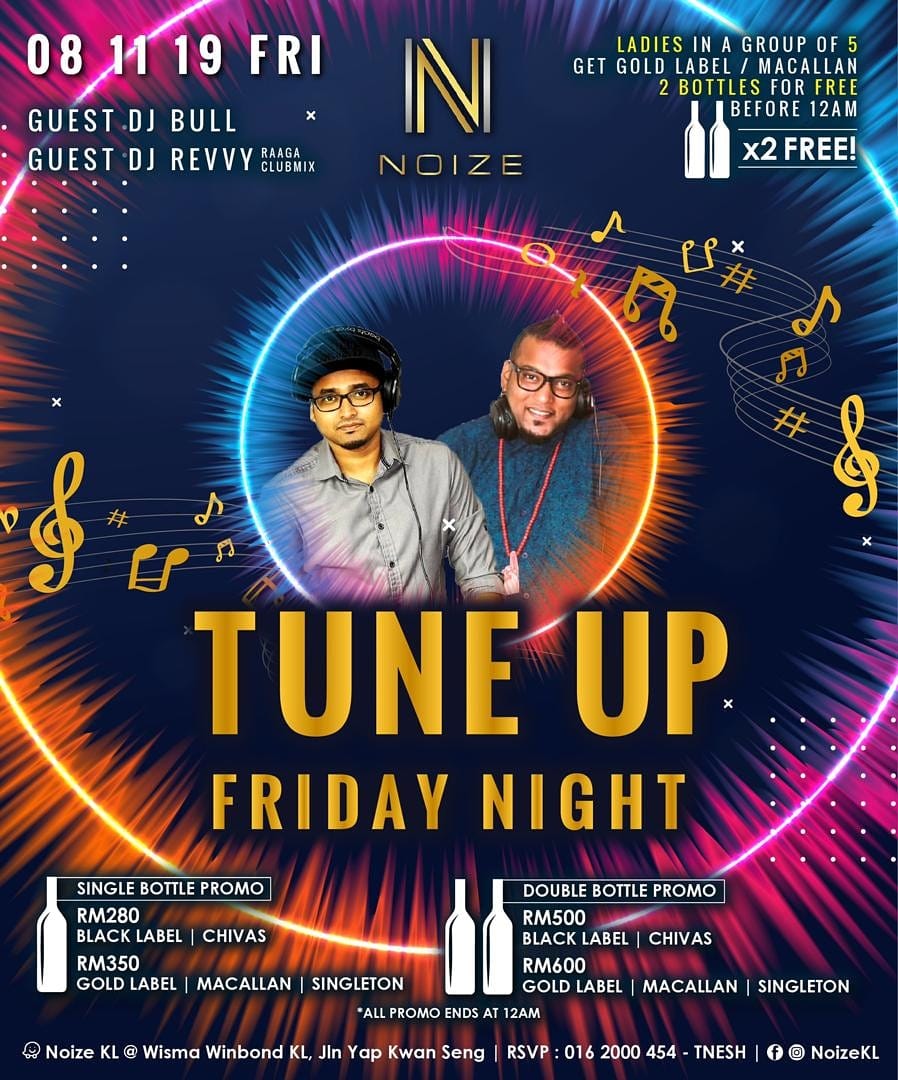 08 11 19 FRI
GUEST DJ BULL
GUEST DJ REVVY RAAGA CLUBMIX
NOIZE
LADIES IN A GROUP OF 5
GET GOLD LABEL / MACALLAN
2 BOTTLES FOR FREE
BEFORE 12AM
x2 FREE!
TUNE UP
FRIDAY NIGHT
SINGLE BOTTLE PROMO
RM280
BLACK LABEL | CHIVAS
RM350
GOLD LABEL | MACALLAN | SINGLETON
DOUBLE BOTTLE PROMO
RM500
BLACK LABEL | CHIVAS
RM600
GOLD LABEL | MACALLAN | SINGLETON
*ALL PROMO ENDS AT 12AM
Noize KL @ Wisma Winbond KL, Jln Yap Kwan Seng | RSVP : 016 2000 454 - TNESH | NoizeKL